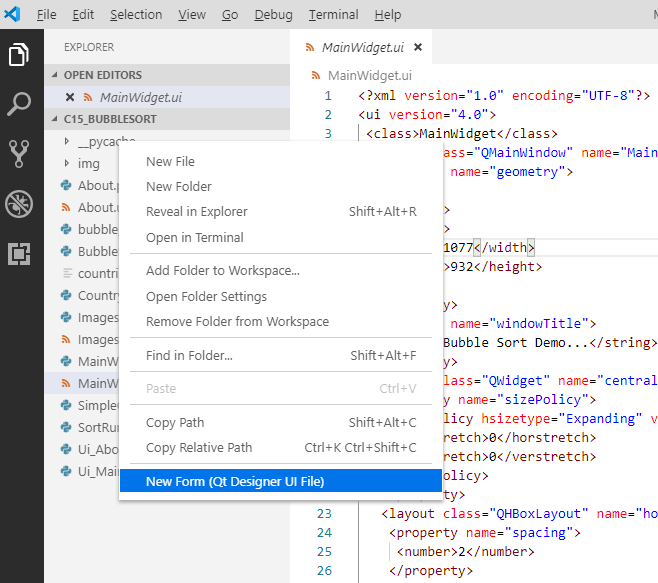 File Edit Selection View Go Debug Terminal Help
EXPLORER
OPEN EDITORS
MainWidget.ui
C15_BUBBLESORT
__pycache
img
About.
About.
bubble
Bubble
countri
Country
Images
Images
MainW
MainW
Simple
SortRu
Ui_Abo
Ui_Mai
New File
New Folder
Reveal in Explorer Shift+Alt+R
Open in Terminal
Add Folder to Workspace...
Open Folder Settings
Remove Folder from Workspace
Find in Folder... Shift+Alt+F
Paste Ctrl+V
Copy Path Shift+Alt+C
Copy Relative Path Ctrl+K Ctrl+Shift+C
New Form (Qt Designer UI File)
MainWidget.ui
MainWidget.ui
1 <?xml version="1.0" encoding="UTF-8"?>
2 <ui version="4.0">
3 <class>MainWidget</class>
ass="QMainWindow" name="Main
name="geometry">
>
>
1077</width>
>932</height>
y>
name="windowTitle">
Bubble Sort Demo...</string>
y>
lass="QWidget" name="central
y name="sizePolicy">
olicy hsizetype="Expanding" v
retch>0</horstretch>
retch>0</verstretch>
policy>
perty>
23 <layout class="QHBoxLayout" name="ho
24 <property name="spacing">
25 <number>2</number>
26 </property>